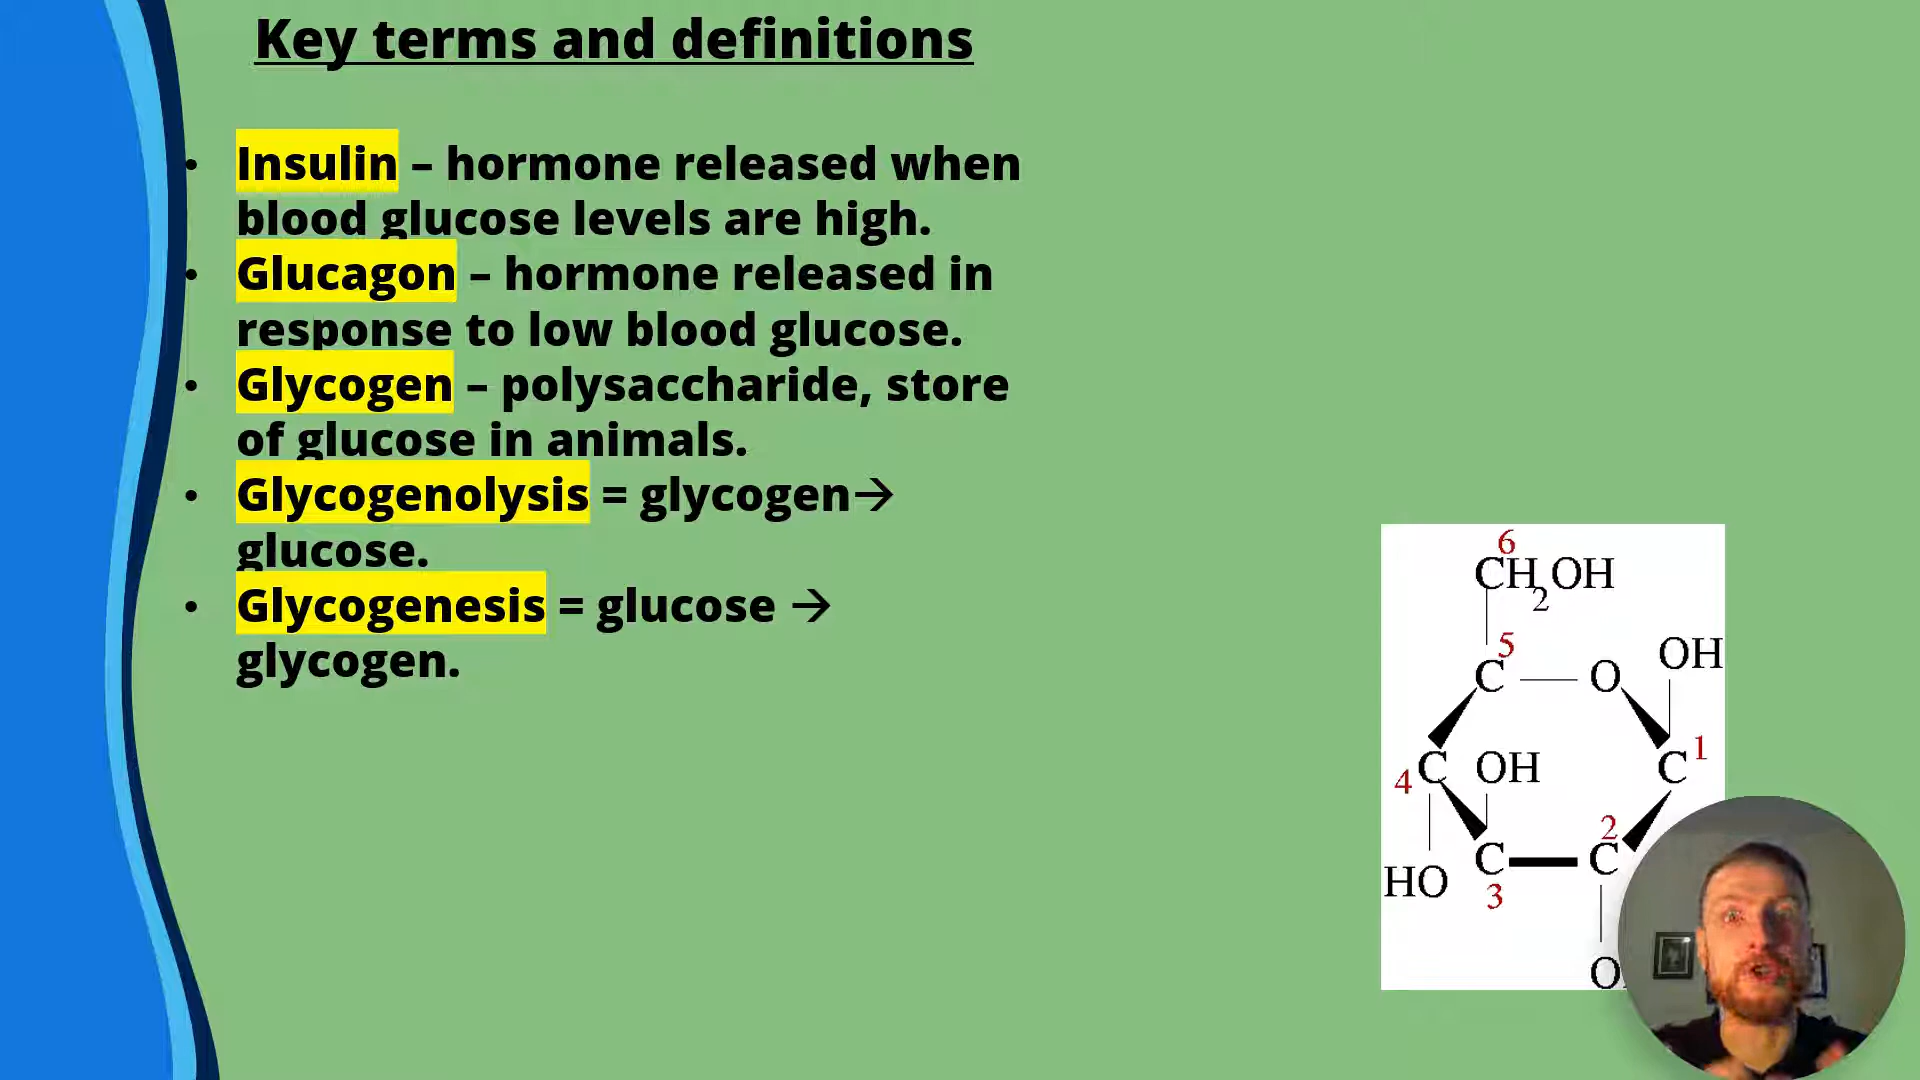 Key terms and definitions
• Insulin – hormone released when
blood glucose levels are high.
• Glucagon – hormone released in
response to low blood glucose.
• Glycogen – polysaccharide, store
of glucose in animals.
• Glycogenolysis = glycogen→
glucose.
• Glycogenesis = glucose →
glycogen.
6
CH2OH
5
C O OH
4 C OH C 1
2
HO C C
3
O